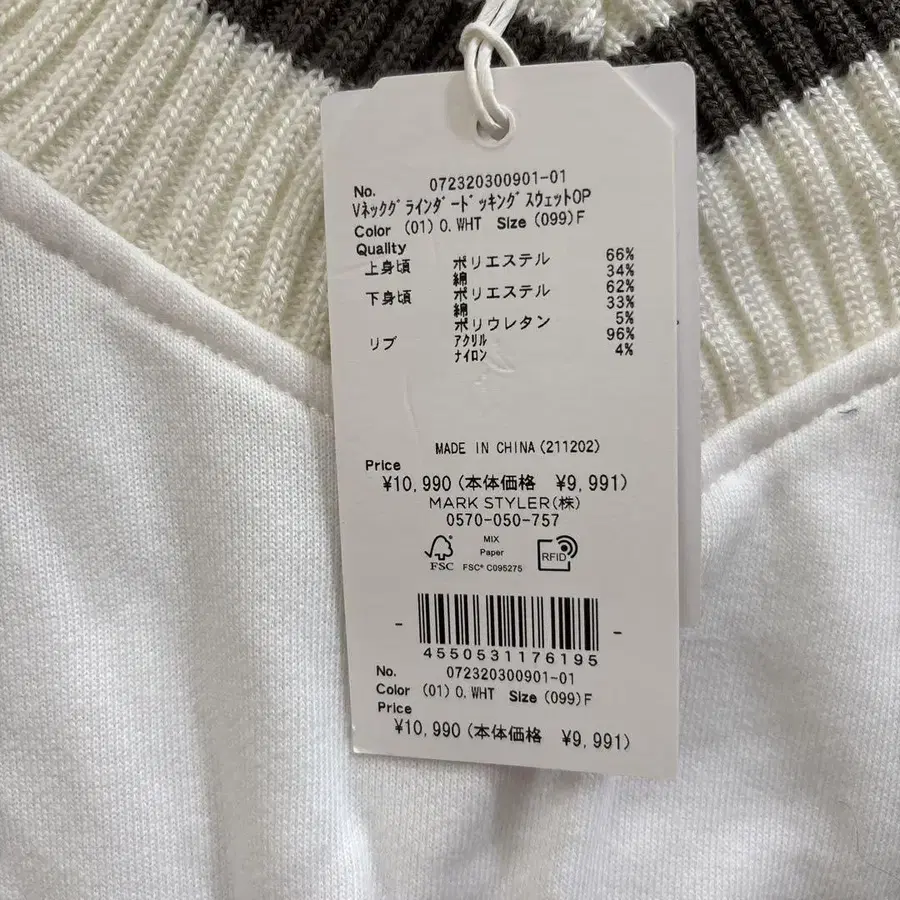 No. 072320300901-01
VネックグラインダードッキングスウェットOP
Color (01) O.WHT Size (099)F
Quality
上身頃 ポリエステル 66%
綿 34%
下身頃 ポリエステル 62%
綿 33%
ポリウレタン 5%
リブ アクリル 96%
ナイロン 4%
MADE IN CHINA (211202)
Price
¥10,990 (本体価格 ¥9,991)
MARK STYLER(株)
0570-050-757
FSC
MIX
Paper
FSC® C095275
RFID
4550531176195
No. 072320300901-01
Color (01) O.WHT Size (099)F
Price
¥10,990 (本体価格 ¥9,991)